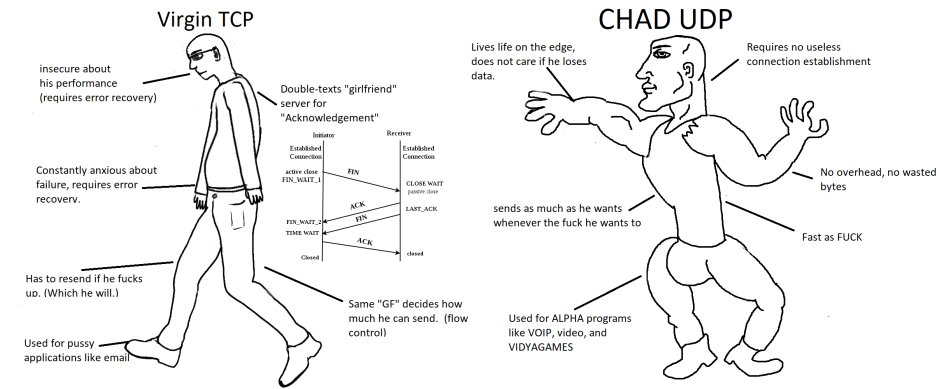 Virgin TCP
insecure about
his performance
(requires error recovery)
Double-texts "girlfriend"
server for
"Acknowledgement"
Initiator
Receiver
Established
Connection
Established
Connection
active close
FIN_WAIT_1
FIN
CLOSE WAIT
passive close
ACK
LAST_ACK
FIN_WAIT_2
FIN
TIME WAIT
ACK
Closed
closed
Constantly anxious about
failure, requires error
recovery.
Has to resend if he fucks
up. (Which he will.)
Same "GF" decides how
much he can send. (flow
control)
Used for pussy
applications like email
CHAD UDP
Lives life on the edge,
does not care if he loses
data.
Requires no useless
connection establishment
No overhead, no wasted
bytes
sends as much as he wants
whenever the fuck he wants to
Fast as FUCK
Used for ALPHA programs
like VOIP, video, and
VIDYAGAMES